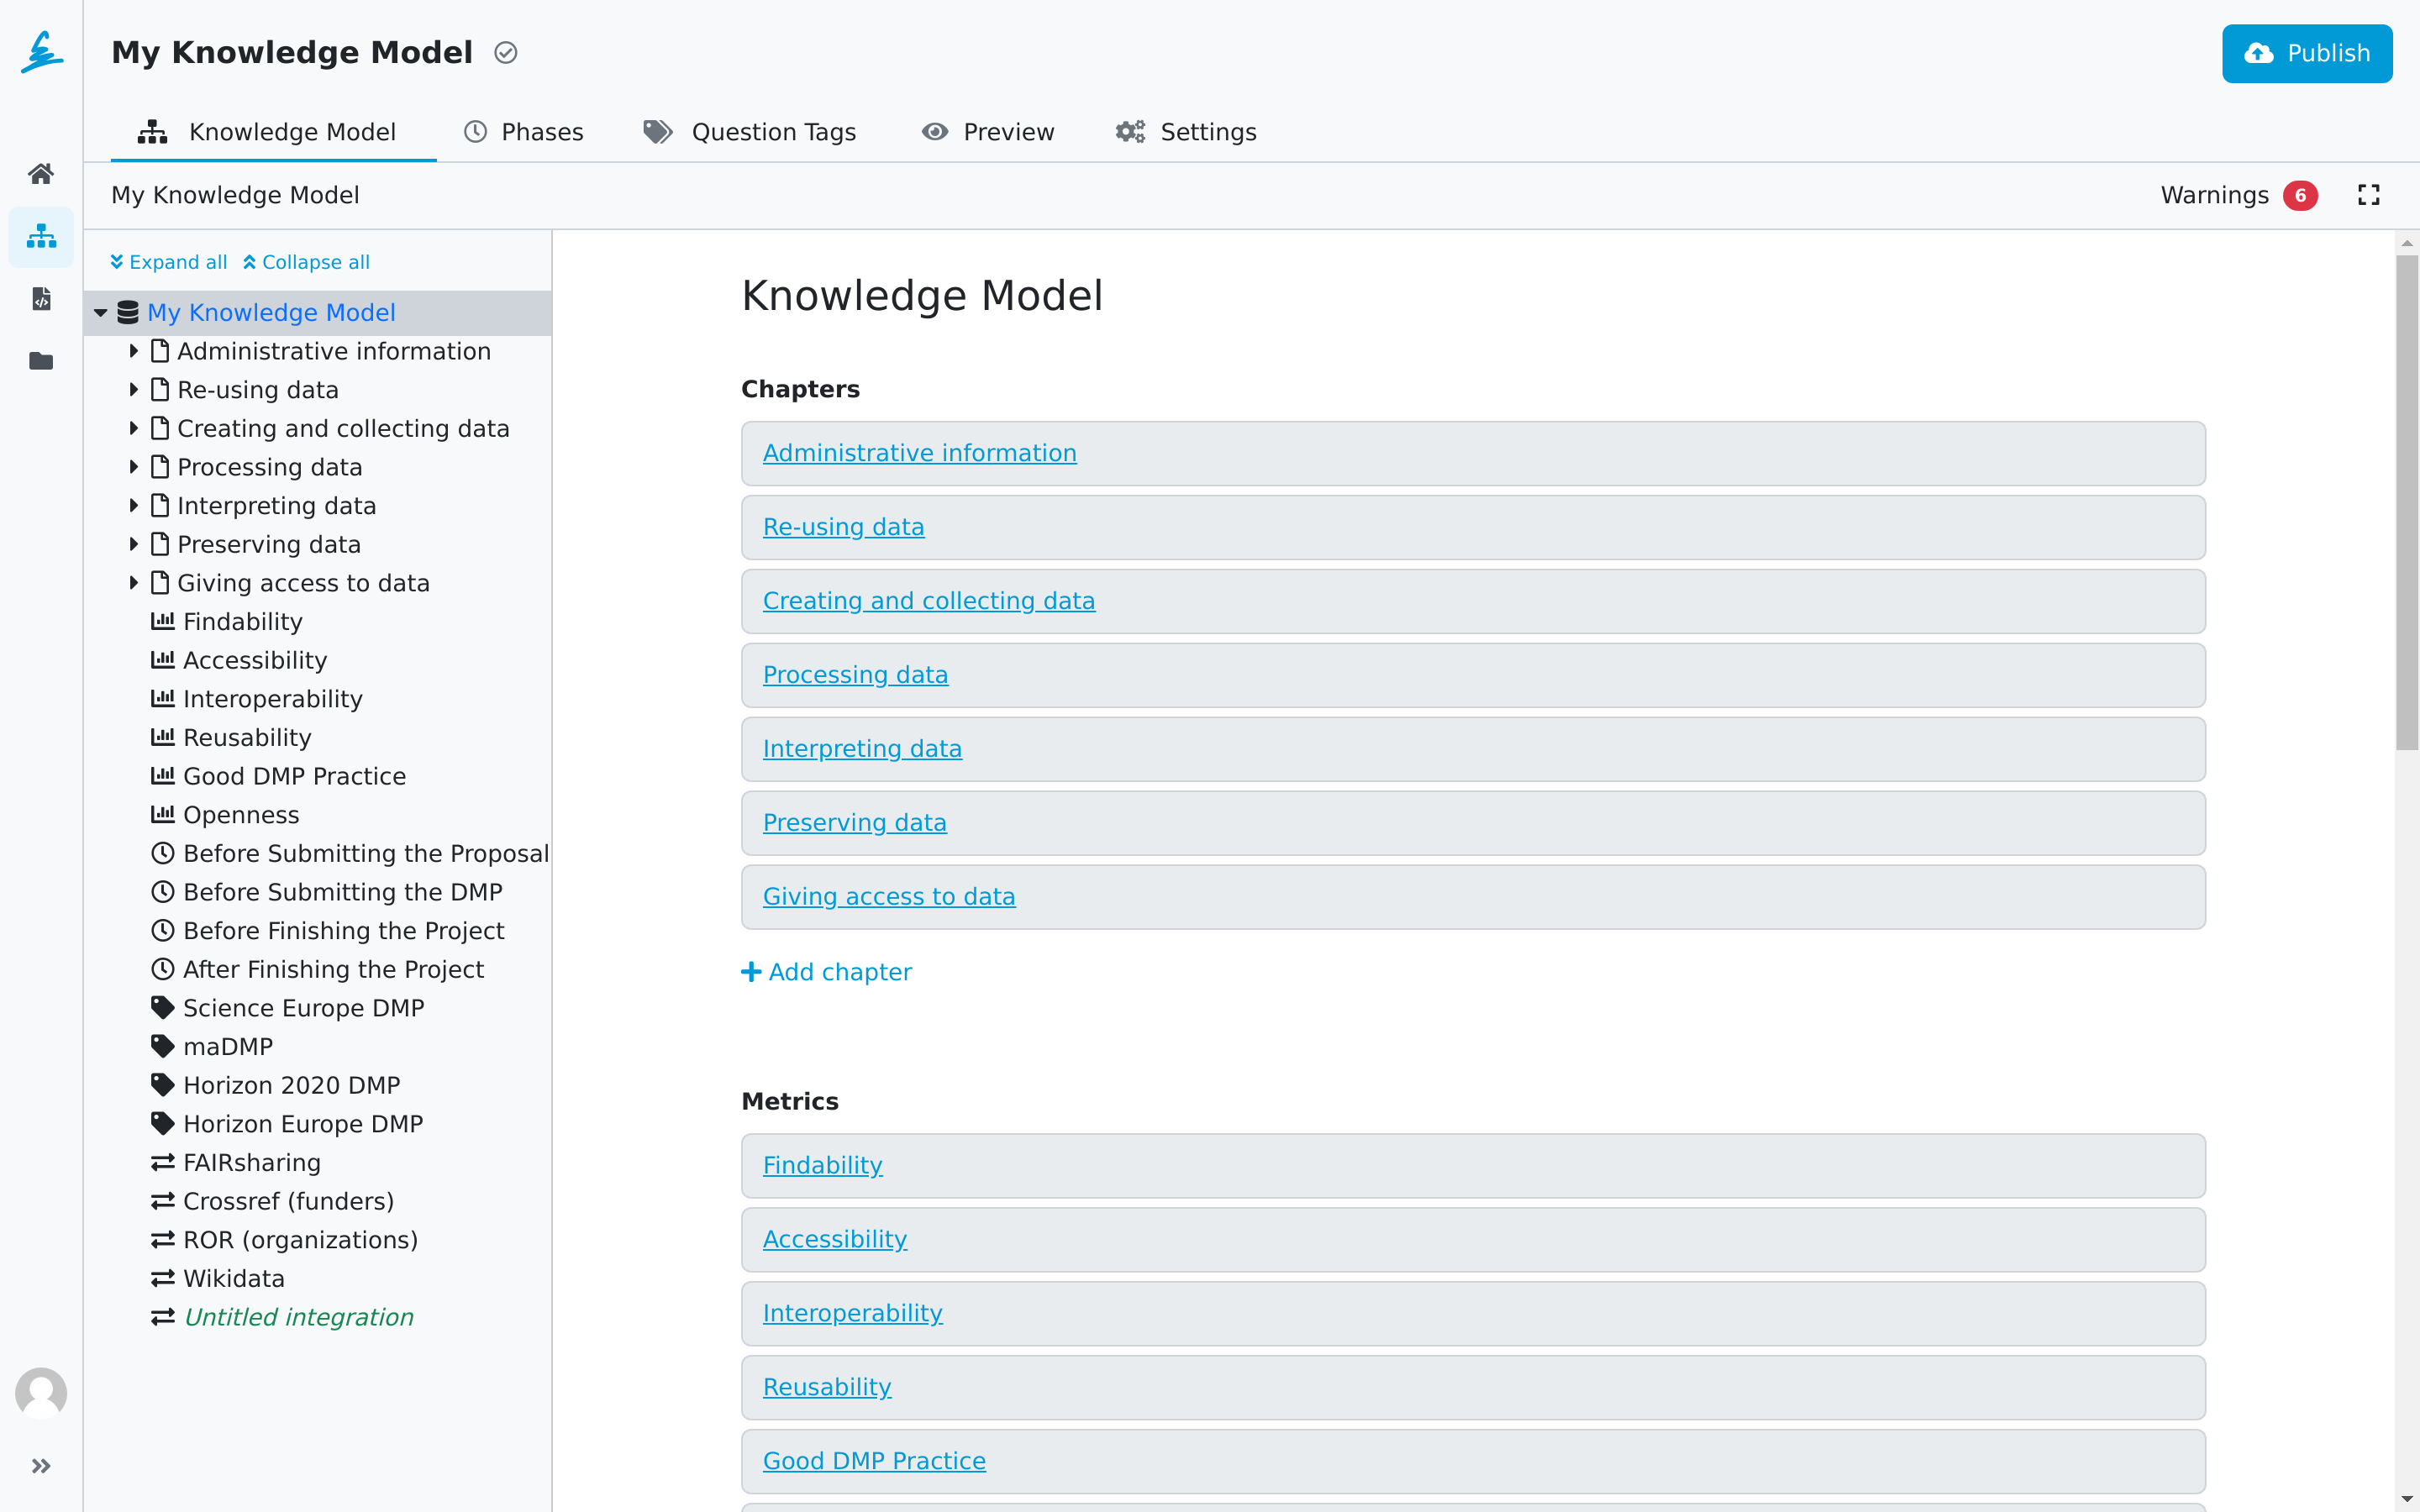 My Knowledge Model
Publish
Knowledge Model
Phases
Question Tags
Preview
Settings
My Knowledge Model
Warnings 6
Expand all
Collapse all
My Knowledge Model
Administrative information
Re-using data
Creating and collecting data
Processing data
Interpreting data
Preserving data
Giving access to data
Findability
Accessibility
Interoperability
Reusability
Good DMP Practice
Openness
Before Submitting the Proposal
Before Submitting the DMP
Before Finishing the Project
After Finishing the Project
Science Europe DMP
maDMP
Horizon 2020 DMP
Horizon Europe DMP
FAIRsharing
Crossref (funders)
ROR (organizations)
Wikidata
Untitled integration
Knowledge Model
Chapters
Administrative information
Re-using data
Creating and collecting data
Processing data
Interpreting data
Preserving data
Giving access to data
Add chapter
Metrics
Findability
Accessibility
Interoperability
Reusability
Good DMP Practice